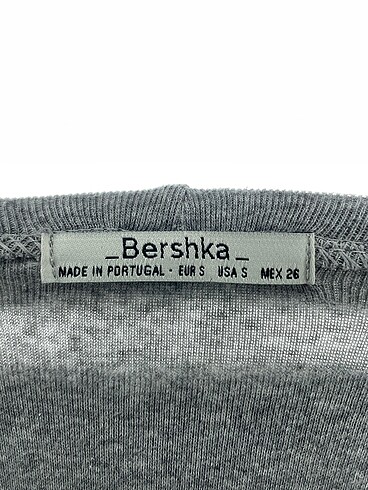 _Bershka_
MADE IN PORTUGAL - EUR S USA S MEX 26